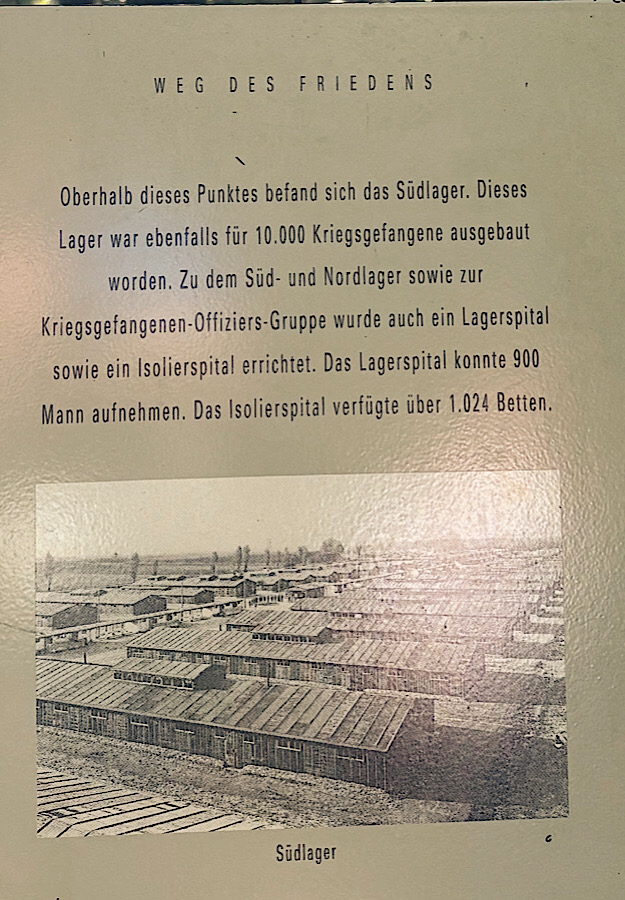 WEG DES FRIEDENS
Oberhalb dieses Punktes befand sich das Südlager. Dieses
Lager war ebenfalls für 10.000 Kriegsgefangene ausgebaut
worden. Zu dem Süd- und Nordlager sowie zur
Kriegsgefangenen-Offiziers-Gruppe wurde auch ein Lagerspital
sowie ein Isolierspital errichtet. Das Lagerspital konnte 900
Mann aufnehmen. Das Isolierspital verfügte über 1.024 Betten.
Südlager